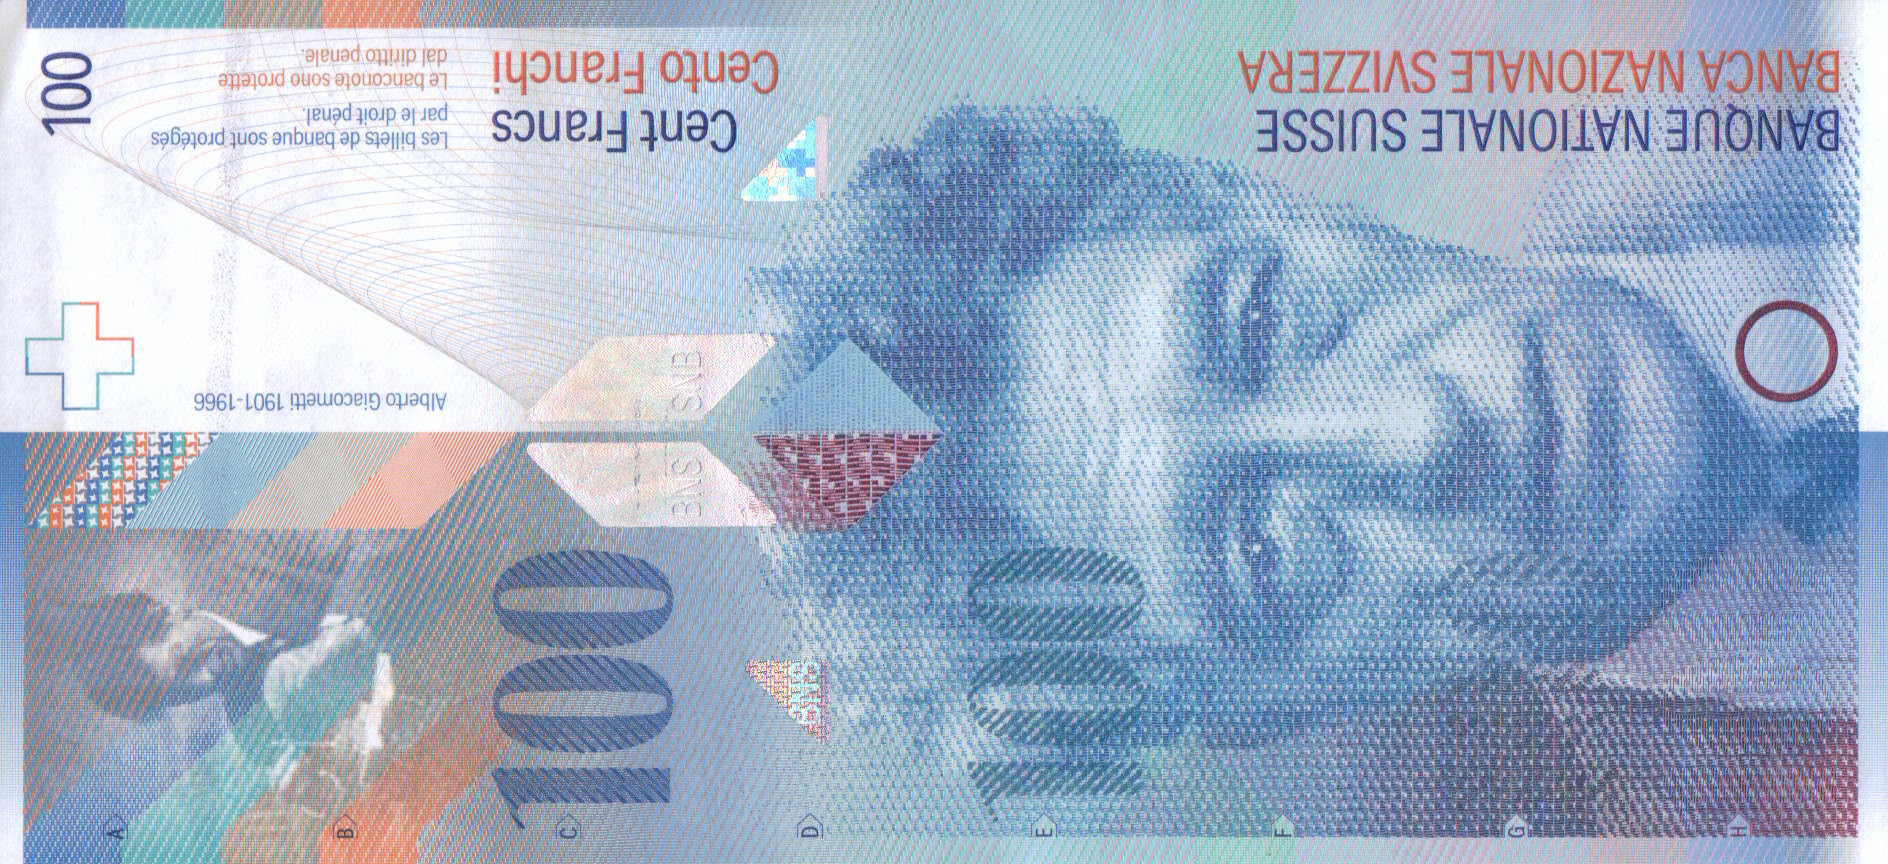 100
Alberto Giacometti 1901-1966
Les billets de banque sont protégés
par le droit pénal.
Le banconote sono protette
dal diritto penale.
A
B
C
D
E
F
G
H
100
Cent Francs
Cento Franchi
BNS
SNB
BNS
100
BANQUE NATIONALE SUISSE
BANCA NAZIONALE SVIZZERA